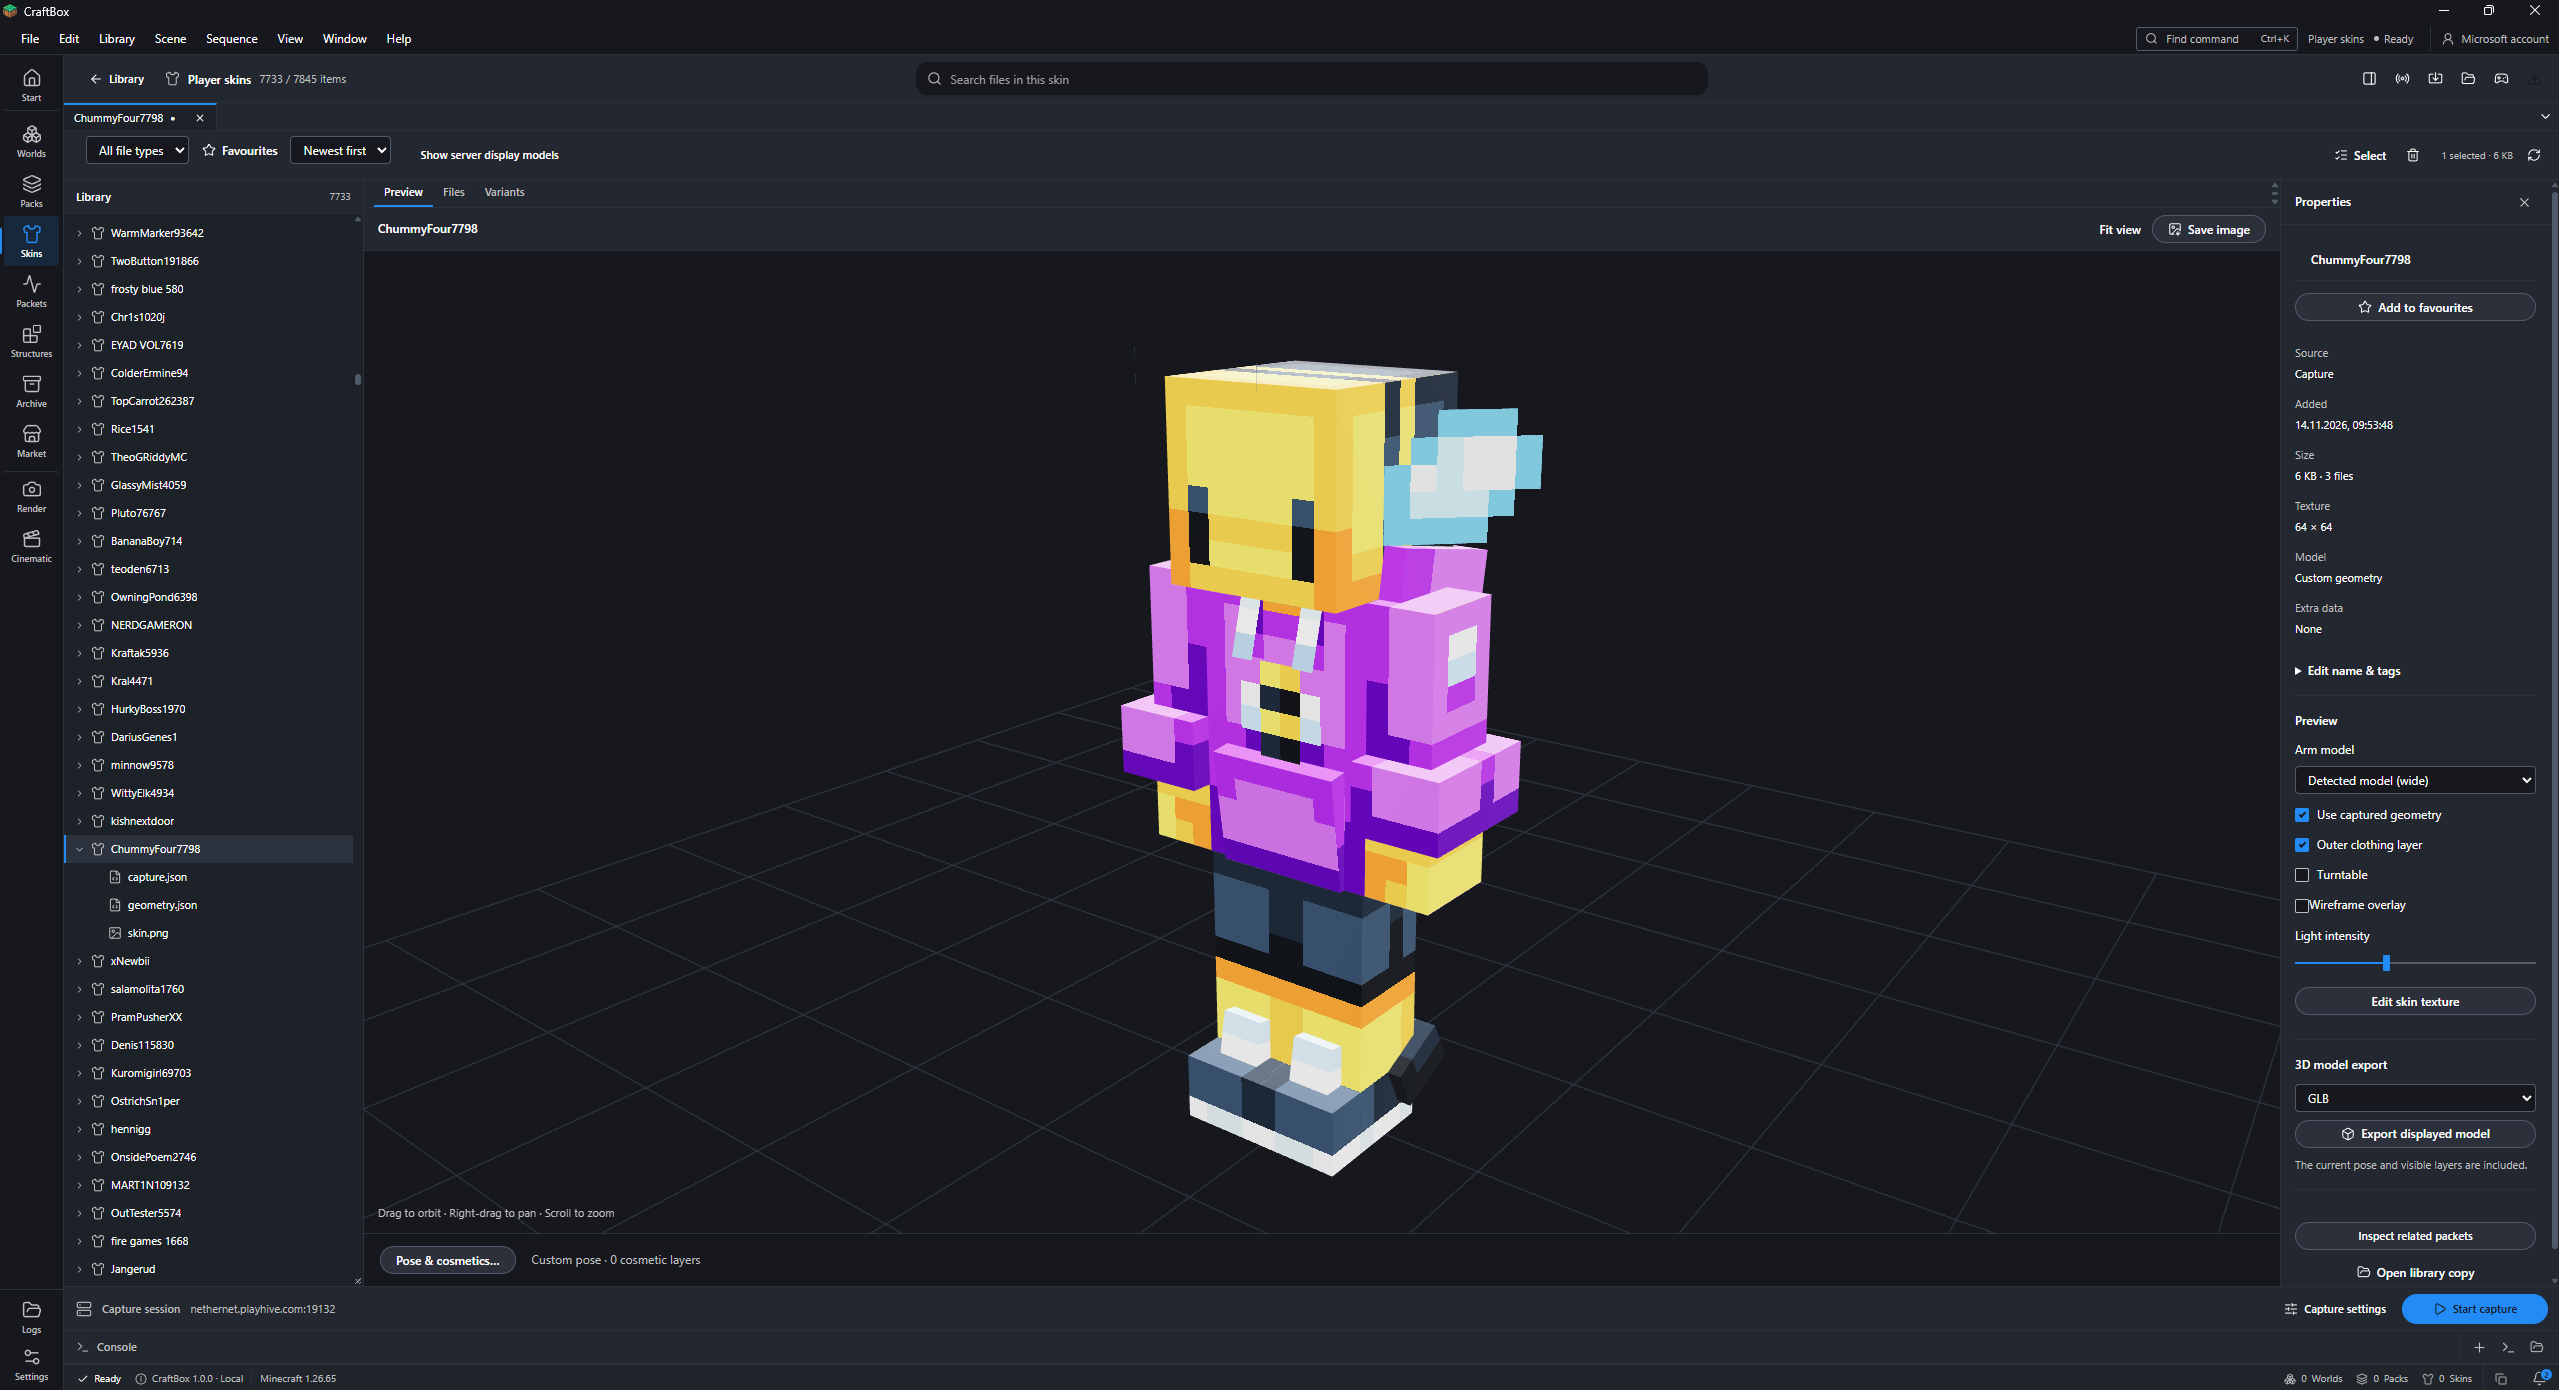 CraftBox
File Edit Library Scene Sequence View Window Help
Find command Ctrl+K Player skins • Ready Microsoft account
Start
Worlds
Packs
Skins
Packets
Structures
Archive
Market
Render
Cinematic
Logs
Settings
Library Player skins 7733 / 7845 items
Search files in this skin
ChummyFour7798 •
All file types Favourites Newest first Show server display models
Select 1 selected · 6 KB
Library 7733
WarmMarker93642
TwoButton191866
frosty blue 580
Chr1s1020j
EYAD VOL7619
ColderErmine94
TopCarrot262387
Rice1541
TheoGRiddyMC
GlassyMist4059
Pluto76767
BananaBoy714
teoden6713
OwningPond6398
NERDGAMERON
Kraftak5936
Kral4471
HurkyBoss1970
DariusGenes1
minnow9578
WittyElk4934
kishnextdoor
ChummyFour7798
capture.json
geometry.json
skin.png
xNewbii
salamolita1760
PramPusherXX
Denis115830
Kuromigirl69703
OstrichSn1per
hennigg
OnsidePoem2746
MART1N109132
OutTester5574
fire games 1668
Jangerud
Preview Files Variants
ChummyFour7798
Fit view Save image
Drag to orbit · Right-drag to pan · Scroll to zoom
Pose & cosmetics... Custom pose · 0 cosmetic layers
Properties
ChummyFour7798
Add to favourites
Source
Capture
Added
14.11.2026, 09:53:48
Size
6 KB · 3 files
Texture
64 × 64
Model
Custom geometry
Extra data
None
Edit name & tags
Preview
Arm model
Detected model (wide)
Use captured geometry
Outer clothing layer
Turntable
Wireframe overlay
Light intensity
Edit skin texture
3D model export
GLB
Export displayed model
The current pose and visible layers are included.
Inspect related packets
Open library copy
Capture session nethernet.playhive.com:19132
Capture settings Start capture
Console
Ready CraftBox 1.0.0 · Local Minecraft 1.26.65
0 Worlds 0 Packs 0 Skins